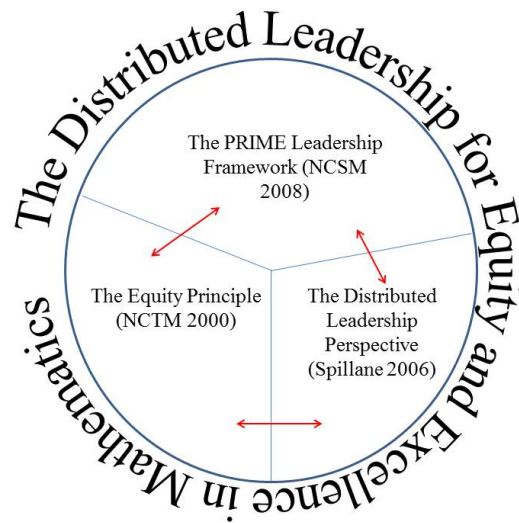 The Distributed Leadership for Equity and Excellence in Mathematics
The PRIME Leadership
Framework (NCSM
2008)
The Equity Principle
(NCTM 2000)
The Distributed
Leadership
Perspective
(Spillane 2006)